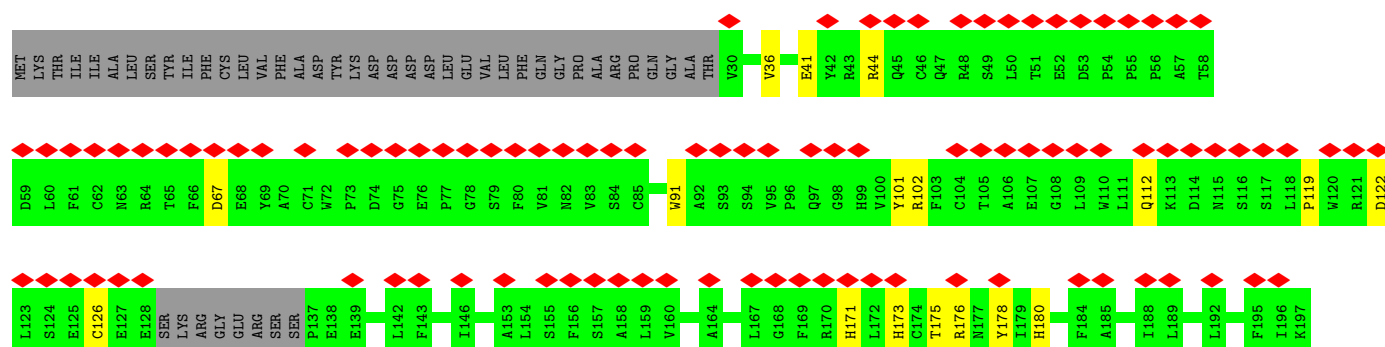 MET LYS THR ILE ILE ALA LEU SER TYR ILE PHE CYS LEU VAL PHE ALA ASP TYR LYS ASP ASP ASP ASP LEU GLU VAL LEU PHE GLN GLY PRO ALA ARG PRO GLN GLY ALA THR V30 V36 E41 Y42 R43 R44 Q45 C46 Q47 R48 S49 L50 T51 E52 D53 P54 P55 P56 A57 T58
D59 L60 F61 C62 N63 R64 T65 F66 D67 E68 Y69 A70 C71 W72 P73 D74 G75 E76 P77 G78 S79 F80 V81 N82 V83 S84 C85 W91 A92 S93 S94 V95 P96 Q97 G98 H99 V100 Y101 R102 F103 C104 T105 A106 E107 G108 L109 W110 L111 Q112 K113 D114 N115 S116 S117 L118 P119 W120 R121 D122
L123 S124 E125 C126 E127 E128 SER LYS ARG GLY GLU ARG SER SER P137 E138 E139 L142 F143 I146 A153 L154 S155 F156 S157 A158 L159 V160 A164 L167 G168 F169 R170 H171 L172 H173 C174 T175 R176 N177 Y178 I179 H180 F184 A185 I188 L189 L192 F195 I196 K197